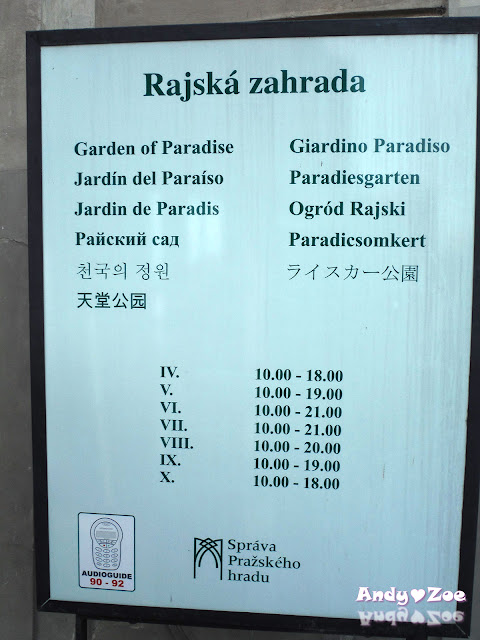 Rajská zahrada
Garden of Paradise
Jardín del Paraíso
Jardin de Paradis
Райский сад
천국의 정원
天堂公园
Giardino Paradiso
Paradiesgarten
Ogród Rajski
Paradicsomkert
ライスカー公園
IV. 10.00 - 18.00
V. 10.00 - 19.00
VI. 10.00 - 21.00
VII. 10.00 - 21.00
VIII. 10.00 - 20.00
IX. 10.00 - 19.00
X. 10.00 - 18.00
AUDIOGUIDE
90 - 92
Správa
Pražského
hradu
Andy♥Zoe